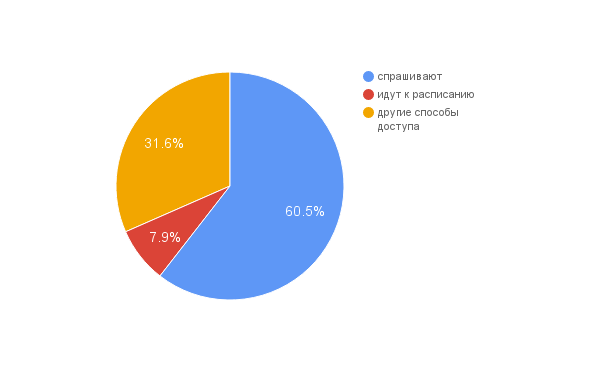 спрашивают
идут к расписанию
другие способы
доступа
31.6%
60.5%
7.9%